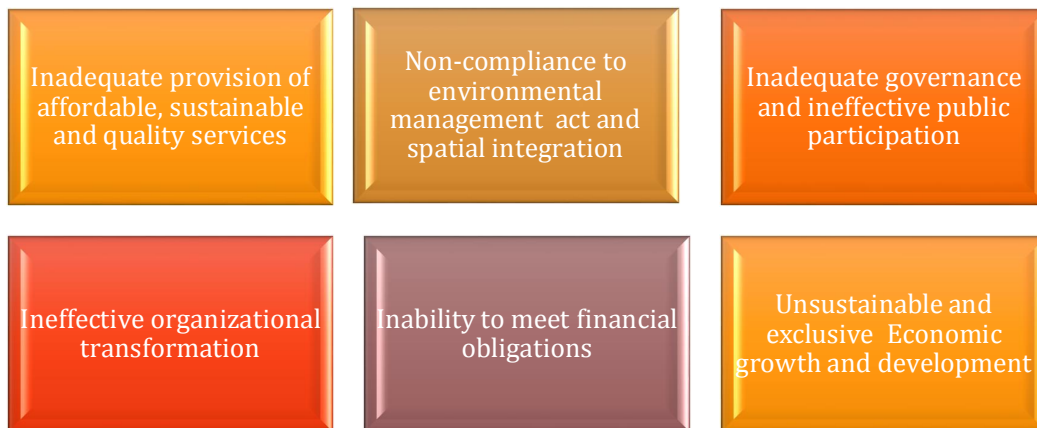 Inadequate provision of
affordable, sustainable
and quality services
Non-compliance to
environmental
management act and
spatial integration
Inadequate governance
and ineffective public
participation
Ineffective organizational
transformation
Inability to meet financial
obligations
Unsustainable and
exclusive Economic
growth and development